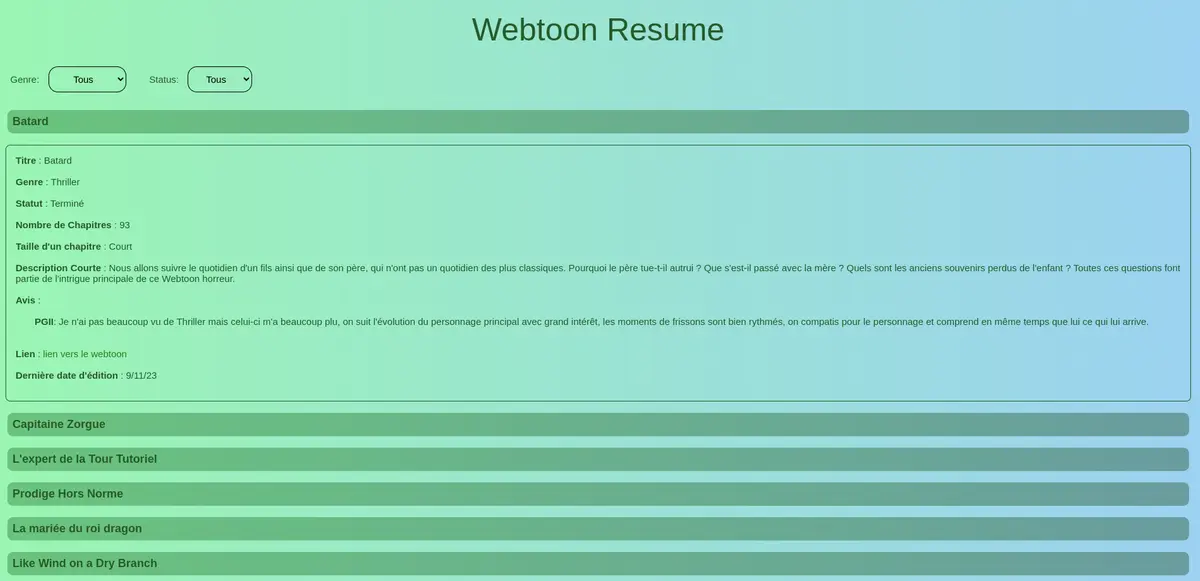 Webtoon Resume
Genre: Tous Status: Tous
Batard
Titre : Batard
Genre : Thriller
Statut : Terminé
Nombre de Chapitres : 93
Taille d'un chapitre : Court
Description Courte : Nous allons suivre le quotidien d'un fils ainsi que de son père, qui n'ont pas un quotidien des plus classiques. Pourquoi le père tue-t-il autrui ? Que s'est-il passé avec la mère ? Quels sont les anciens souvenirs perdus de l'enfant ? Toutes ces questions font
partie de l'intrigue principale de ce Webtoon horreur.
Avis :
PGII: Je n'ai pas beaucoup vu de Thriller mais celui-ci m'a beaucoup plu, on suit l'évolution du personnage principal avec grand intérêt, les moments de frissons sont bien rythmés, on compatis pour le personnage et comprend en même temps que lui ce qui lui arrive.
Lien : lien vers le webtoon
Dernière date d'édition : 9/11/23
Capitaine Zorgue
L'expert de la Tour Tutoriel
Prodige Hors Norme
La mariée du roi dragon
Like Wind on a Dry Branch